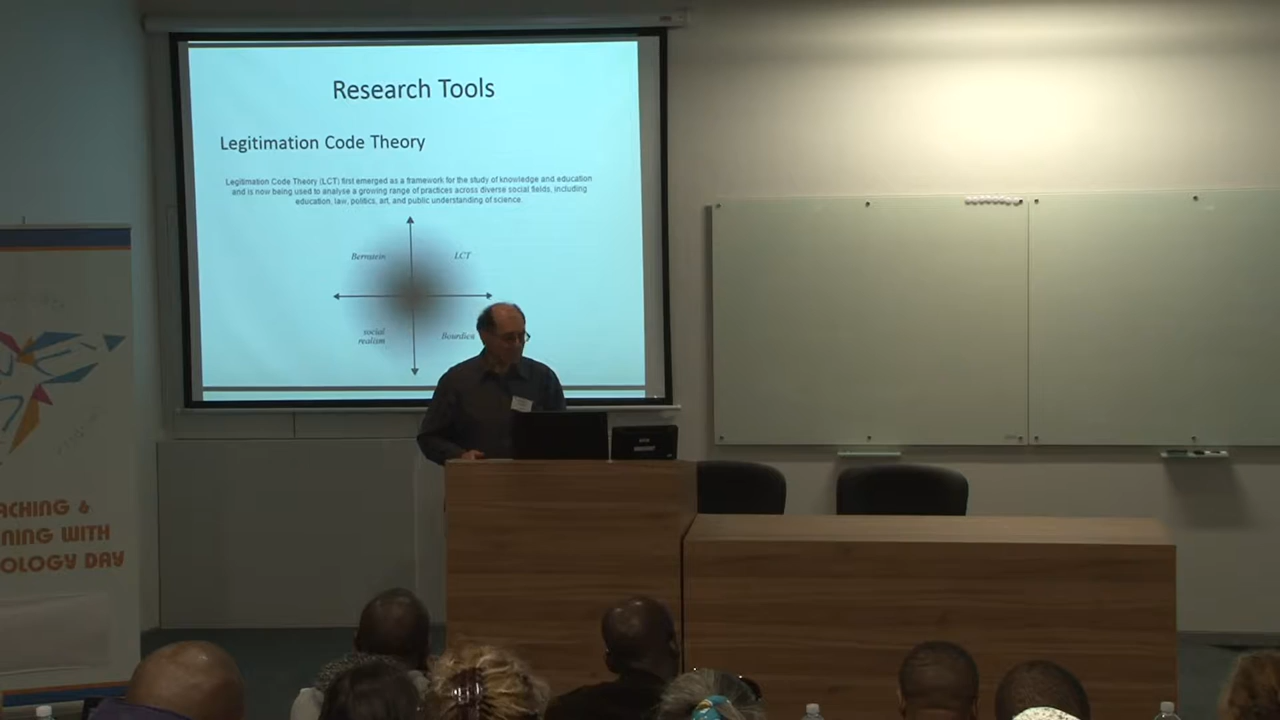 Research Tools
Legitimation Code Theory
Legitimation Code Theory (LCT) first emerged as a framework for the study of knowledge and education
and is now being used to analyse a growing range of practices across diverse social fields, including
education, law, politics, art, and public understanding of science.
Bernstein
LCT
social
realism
Bourdieu
ACHING &
NING WITH
OLOGY DAY